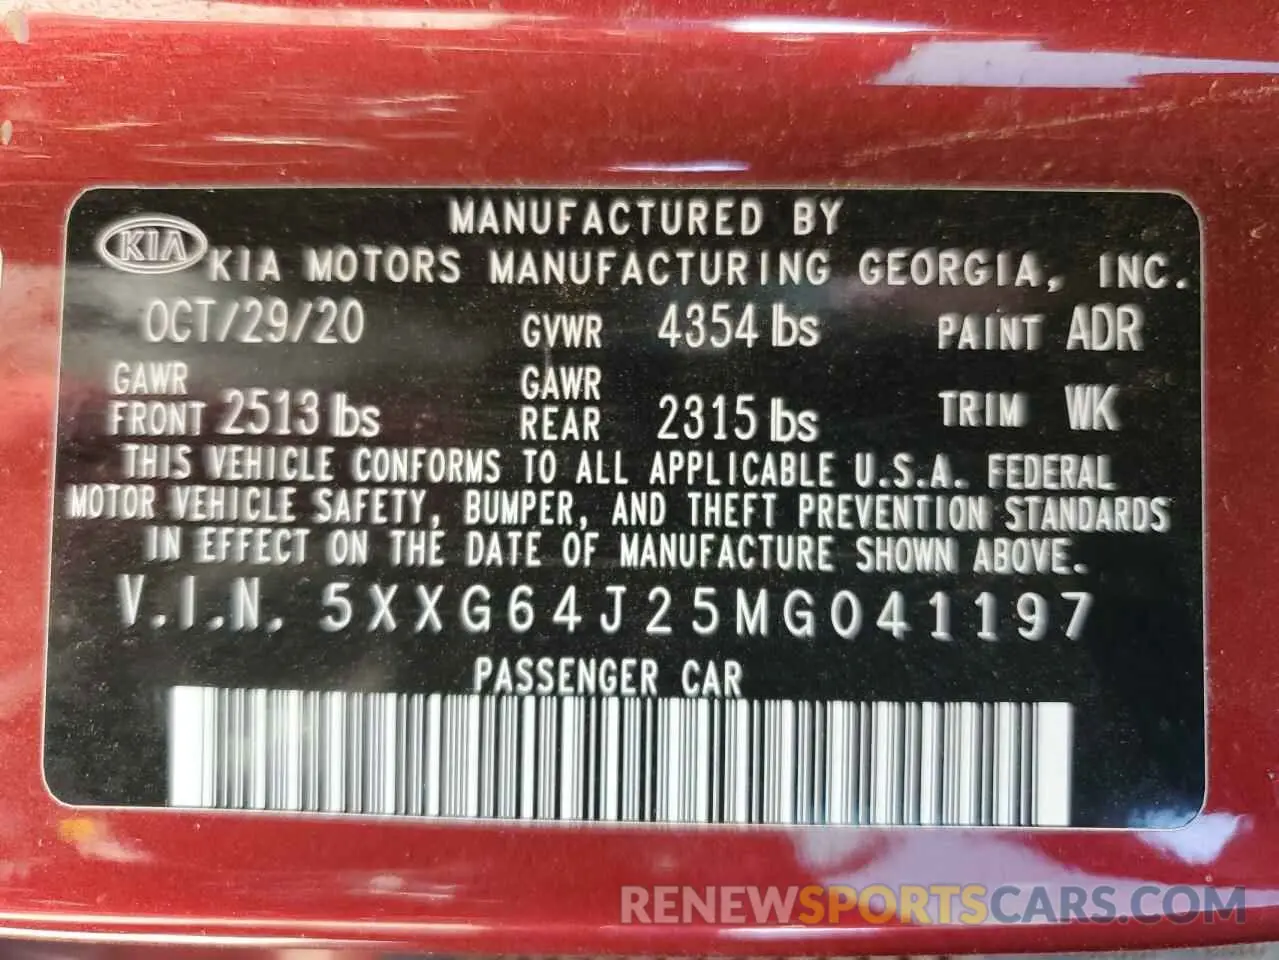 MANUFACTURED BY
KIA KIA MOTORS MANUFACTURING GEORGIA, INC.
OCT/29/20 GVWR 4354 lbs PAINT ADR
GAWR FRONT 2513 lbs GAWR REAR 2315 lbs TRIM WK
THIS VEHICLE CONFORMS TO ALL APPLICABLE U.S.A. FEDERAL
MOTOR VEHICLE SAFETY, BUMPER, AND THEFT PREVENTION STANDARDS
IN EFFECT ON THE DATE OF MANUFACTURE SHOWN ABOVE.
V.I.N. 5XXG64J25MG041197
PASSENGER CAR
RENEWSPORTSCARS.COM